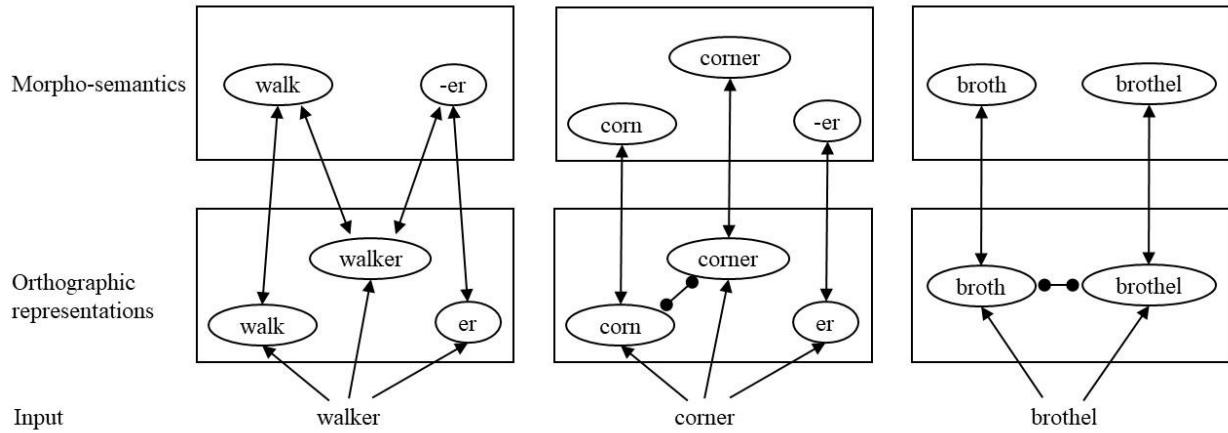 Morpho-semantics
walk
-er
corner
corn
-er
broth
brothel
Orthographic
representations
walker
walk
er
corner
corn
er
broth
brothel
Input
walker
corner
brothel